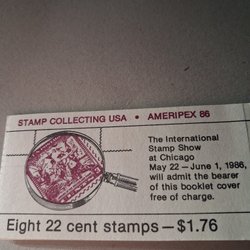 STAMP COLLECTING USA • AMERIPEX 86
The International
Stamp Show
at Chicago
May 22 — June 1, 1986,
will admit the bearer
of this booklet cover
free of charge.
Eight 22 cent stamps — $1.76